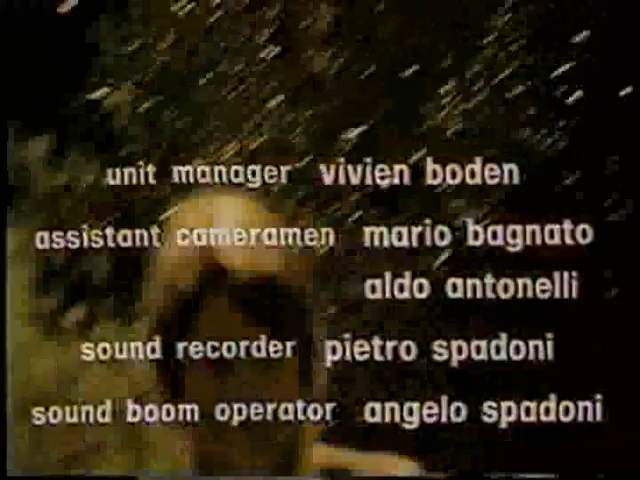 unit manager vivien boden
assistant cameramen mario bagnato
aldo antonelli
sound recorder pietro spadoni
sound boom operator angelo spadoni